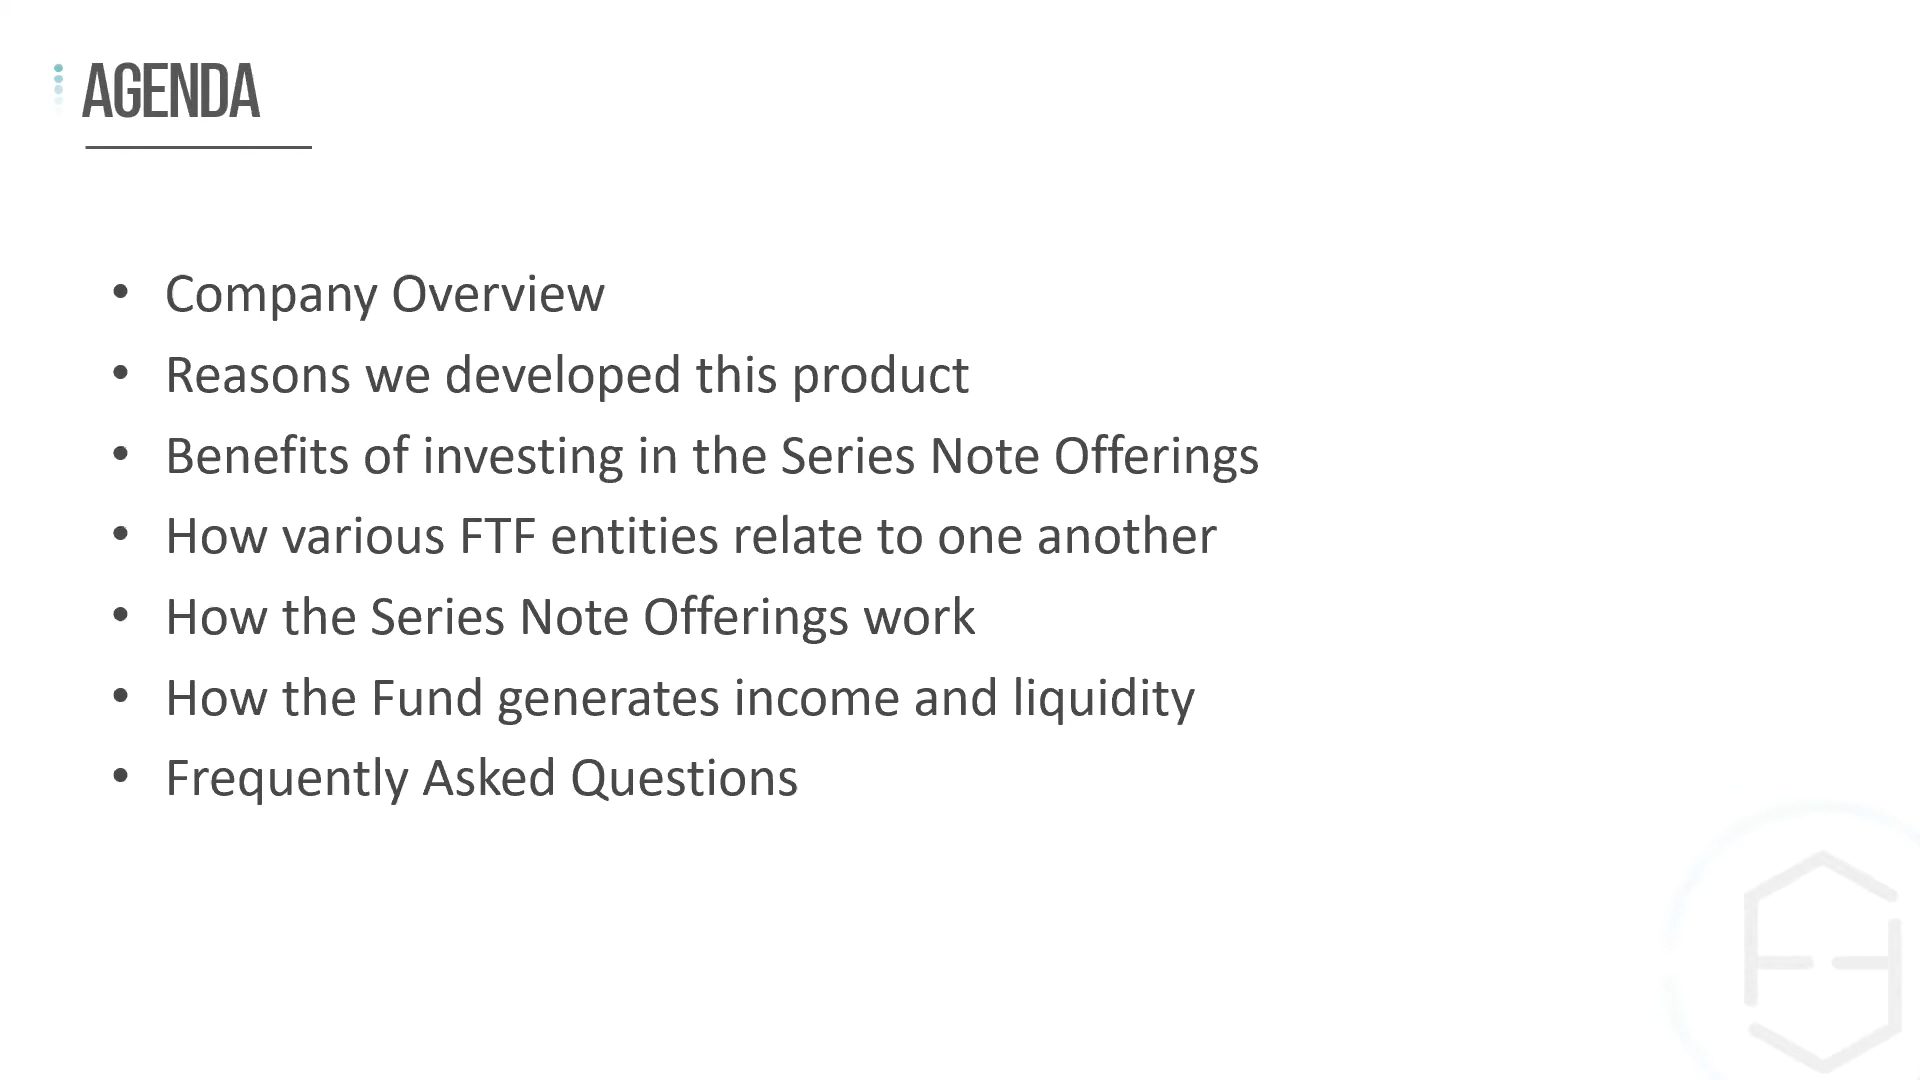 AGENDA
• Company Overview
• Reasons we developed this product
• Benefits of investing in the Series Note Offerings
• How various FTF entities relate to one another
• How the Series Note Offerings work
• How the Fund generates income and liquidity
• Frequently Asked Questions